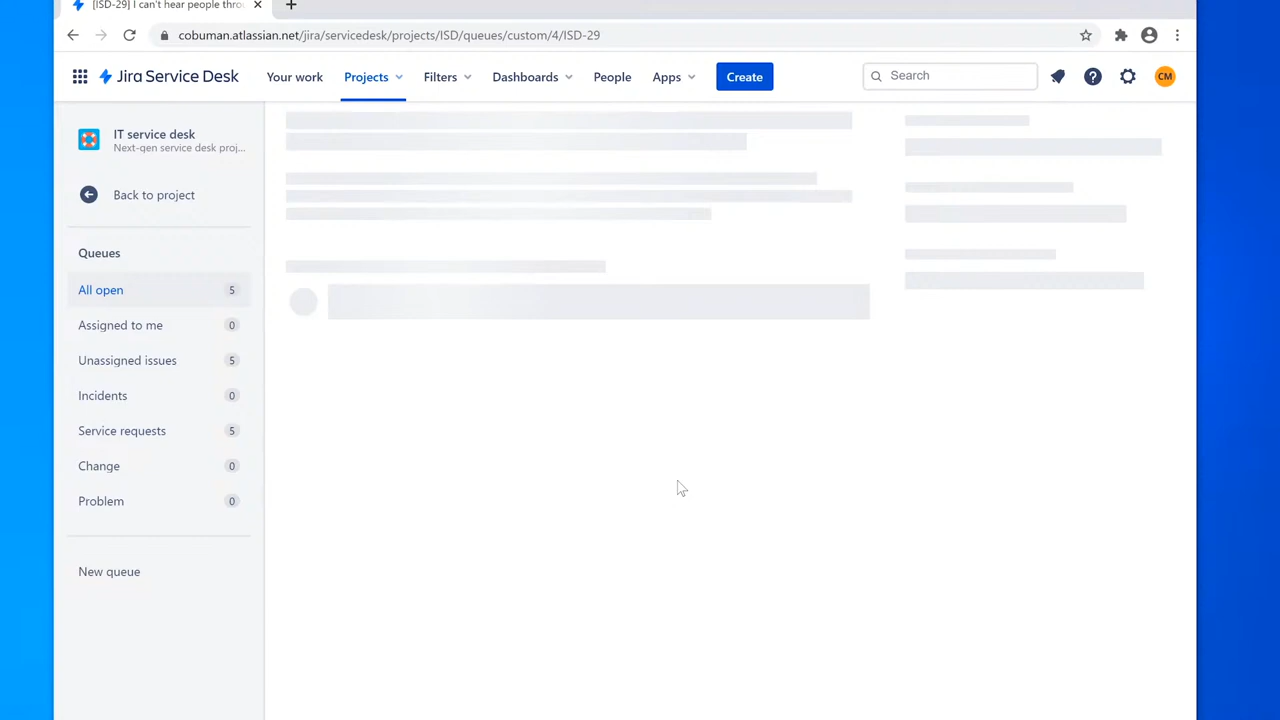 [ISD-29] I can't hear people thro
cobuman.atlassian.net/jira/servicedesk/projects/ISD/queues/custom/4/ISD-29
Jira Service Desk
Your work
Projects
Filters
Dashboards
People
Apps
Create
Search
CM
IT service desk
Next-gen service desk proj...
Back to project
Queues
All open 5
Assigned to me 0
Unassigned issues 5
Incidents 0
Service requests 5
Change 0
Problem 0
New queue